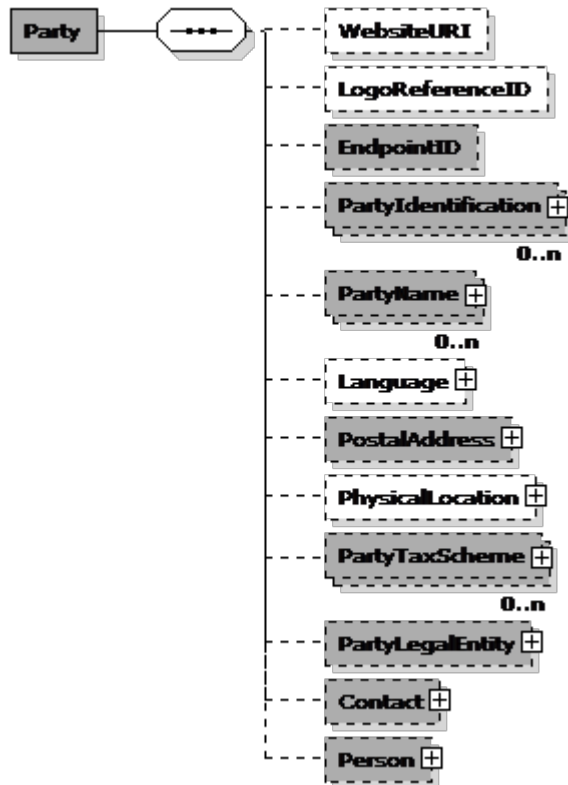 Party
WebsiteURI
LogoReferenceID
EndpointID
PartyIdentification
0..n
PartyName
0..n
Language
PostalAddress
PhysicalLocation
PartyTaxScheme
0..n
PartyLegalEntity
Contact
Person